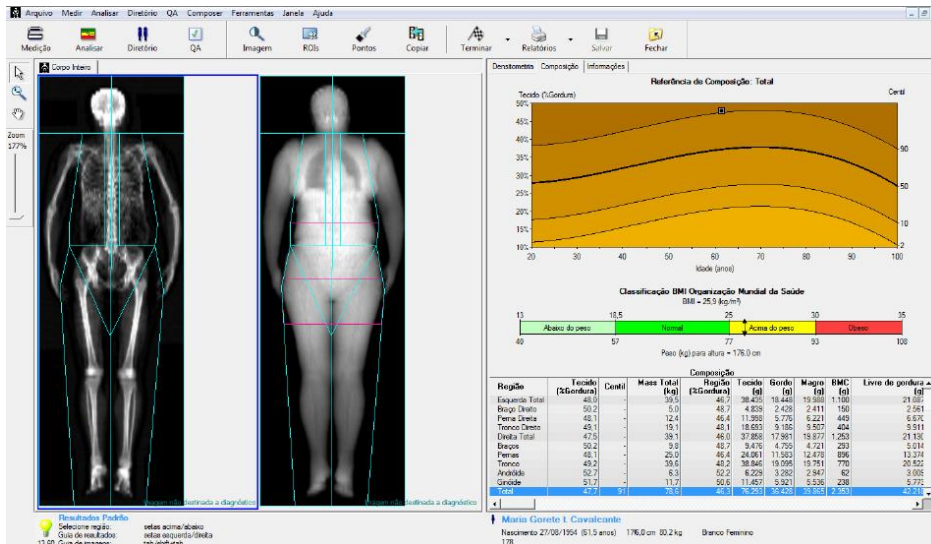 Arquivo Medir Analisar Diretório QA Composer Ferramentas Janela Ajuda
Medição Analisar Diretório QA Imagem ROIs Pontos Copiar Terminar Relatórios Salvar Fechar
Corpo Inteiro
Zoom
177%
Imagem não destinada a diagnóstico
Imagem não destinada a diagnóstico
Densitometria Composição Informações
Referência de Composição: Total
Tecido (%Gordura) Centil
50%
45%
40%
35%
30%
25%
20%
15%
10%
90
50
10
2
20 30 40 50 60 70 80 90 100
Idade (anos)
Classificação BMI Organização Mundial da Saúde
BMI = 25,9 (kg/m²)
13 18,5 25 30 35
Abaixo do peso Normal Acima do peso Obeso
40 57 77 93 108
Peso (kg) para altura = 176.0 cm
Composição
Região Tecido (%Gordura) Centil Mass Total (kg) Região (%Gordura) Tecido (g) Gordo (g) Magro (g) BMC (g) Livre de gordura (g)
Esquerda Total 48,0 - 39,5 46,7 38.435 18.448 19.988 1.100 21.087
Braço Direito 50,2 - 5,0 48,7 4.839 2.428 2.411 150 2.561
Perna Direita 48,1 - 12,4 46,4 11.998 5.776 6.221 449 6.670
Tronco Direito 49,1 - 19,1 48,1 18.693 9.186 9.507 404 9.911
Direita Total 47,5 - 39,1 46,0 37.858 17.981 19.877 1.253 21.130
Braços 50,2 - 9,8 48,7 9.476 4.755 4.721 293 5.014
Pernas 48,1 - 25,0 46,4 24.061 11.583 12.478 896 13.374
Tronco 49,2 - 39,6 48,2 38.846 19.095 19.751 770 20.522
Andróide 52,7 - 6,3 52,2 6.229 3.282 2.947 62 3.009
Ginóide 51,7 - 11,7 50,6 11.457 5.921 5.536 238 5.773
Total 47,7 91 78,6 46,3 76.293 36.428 39.865 2.353 42.218
Resultados Padrão
Selecione região: setas acima/abaixo
Guia de resultados: setas esquerda/direita
13.60 Guia de imagens: tab/shift+tab
Maria Gorete L Cavalcante
Nascimento 27/08/1954 (61,5 anos) 176,0 cm 80,2 kg Branco Feminino
178